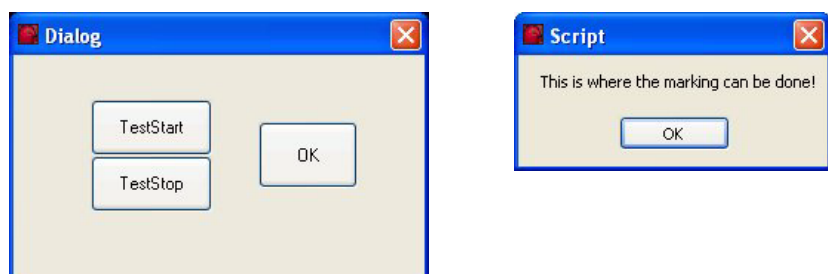 Dialog
TestStart
TestStop
OK
Script
This is where the marking can be done!
OK